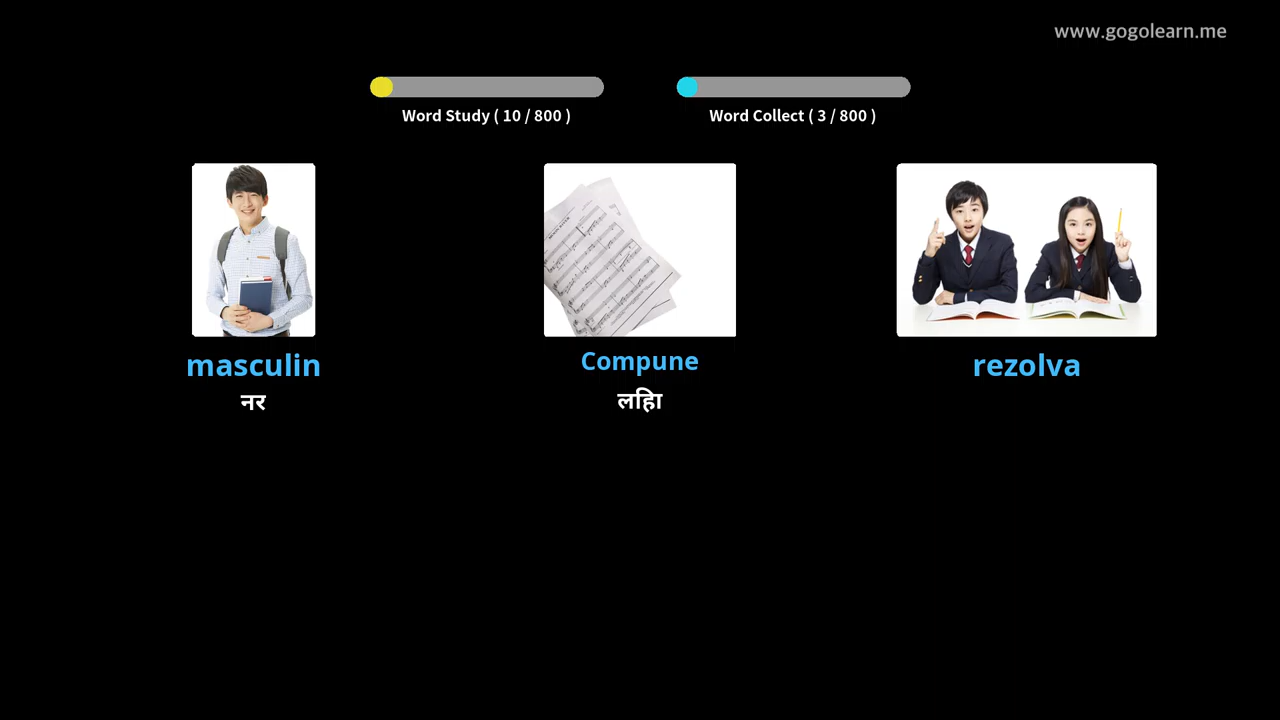 www.gogolearn.me
Word Study ( 10 / 800 )
Word Collect ( 3 / 800 )
masculin
Compune
rezolva
नर
लहिा